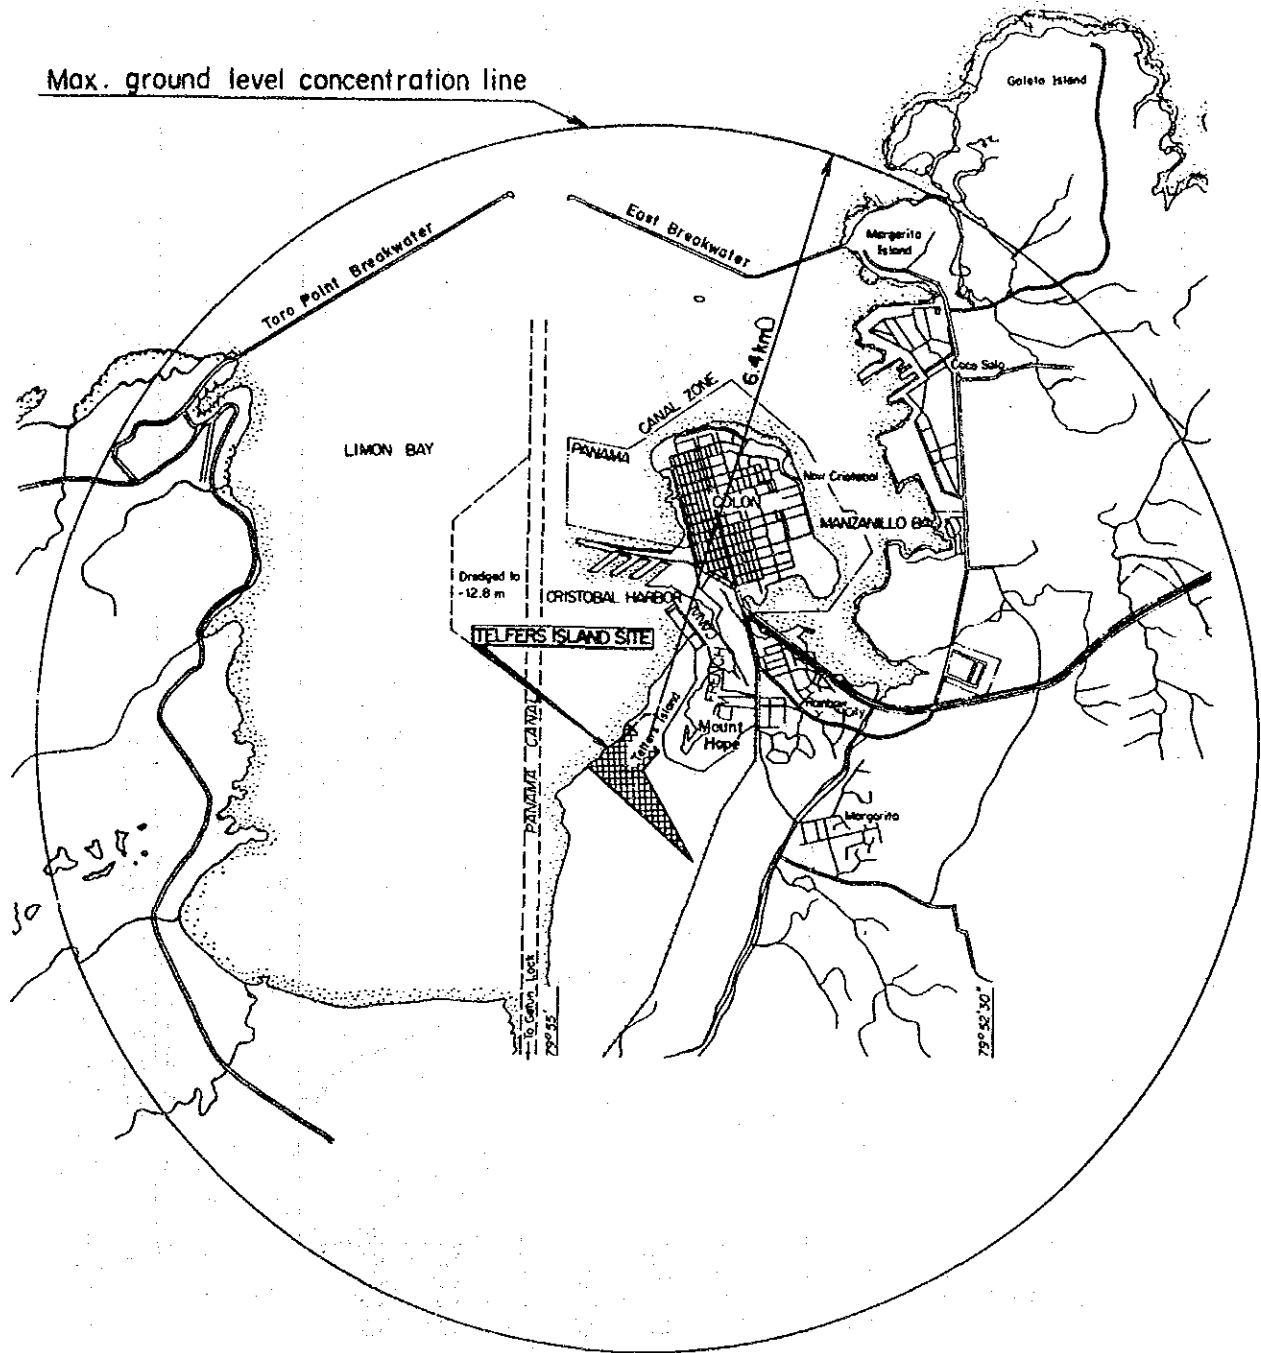 Max. ground level concentration line
Galeta Island
Toro Point Breakwater
East Breakwater
Margarita
Island
6.4km
Coco Solo
CANAL ZONE
LIMON BAY
PANAMA
New Cristobal
COLON
MANZANILLO BAY
Dredged to
-12.8 m
CRISTOBAL HARBOR
TELFERS ISLAND SITE
FRENCH CANAL
Telfers Island
Rainbow
City
Mount
Hope
PANAMA CANAL
Margarita
To Gatun Lock
79° 55'
79° 52' 30"